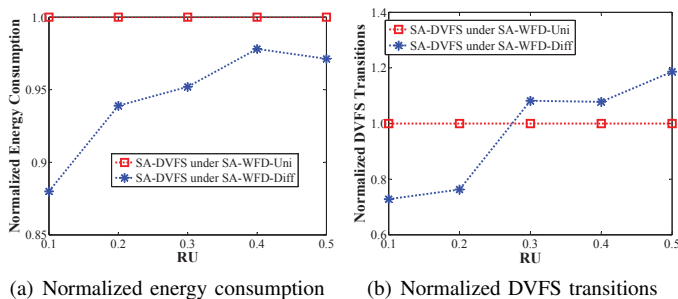 Normalized Energy Consumption
1.0
0.95
0.9
0.85
0.1 0.2 0.3 0.4 0.5
RU
SA-DVFS under SA-WFD-Uni
SA-DVFS under SA-WFD-Diff
(a) Normalized energy consumption
Normalized DVFS Transitions
1.4
1.2
1.0
0.8
0.6
0.1 0.2 0.3 0.4 0.5
RU
SA-DVFS under SA-WFD-Uni
SA-DVFS under SA-WFD-Diff
(b) Normalized DVFS transitions